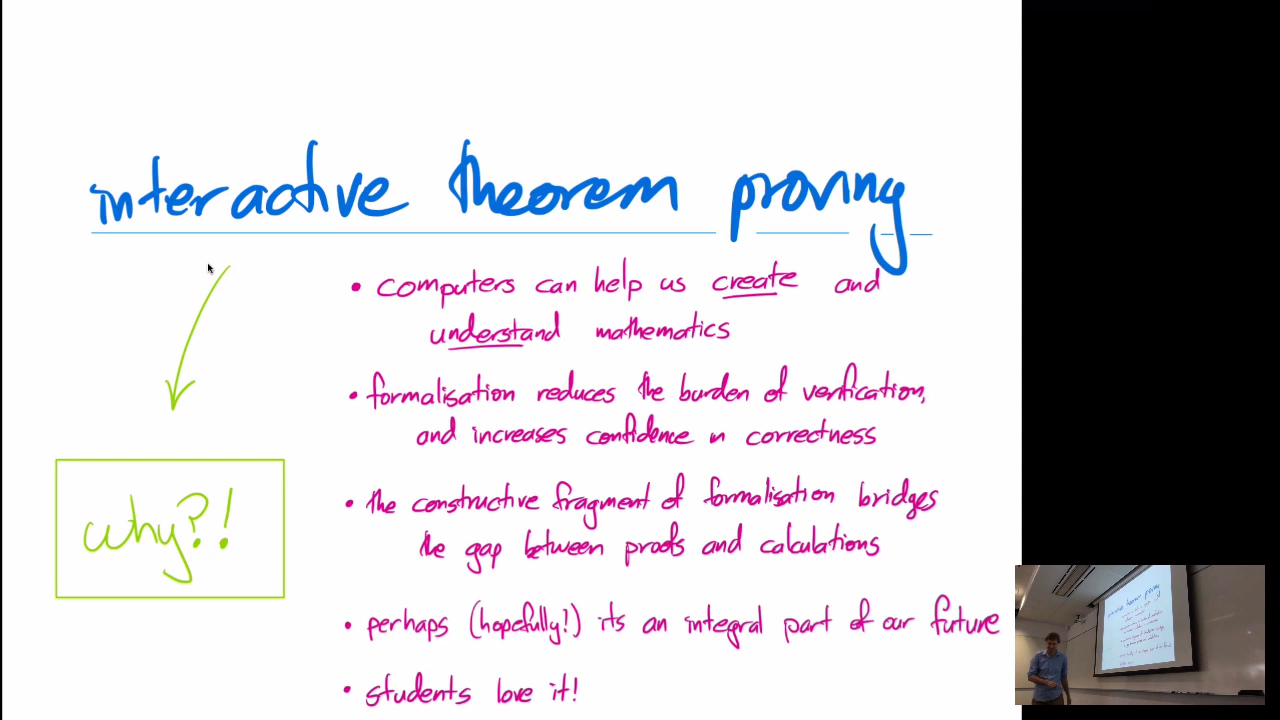 interactive theorem proving
• computers can help us create and
understand mathematics
• formalisation reduces the burden of verification,
and increases confidence in correctness
• the constructive fragment of formalisation bridges
the gap between proofs and calculations
• perhaps (hopefully?) its an integral part of our future
• students love it!
why?!